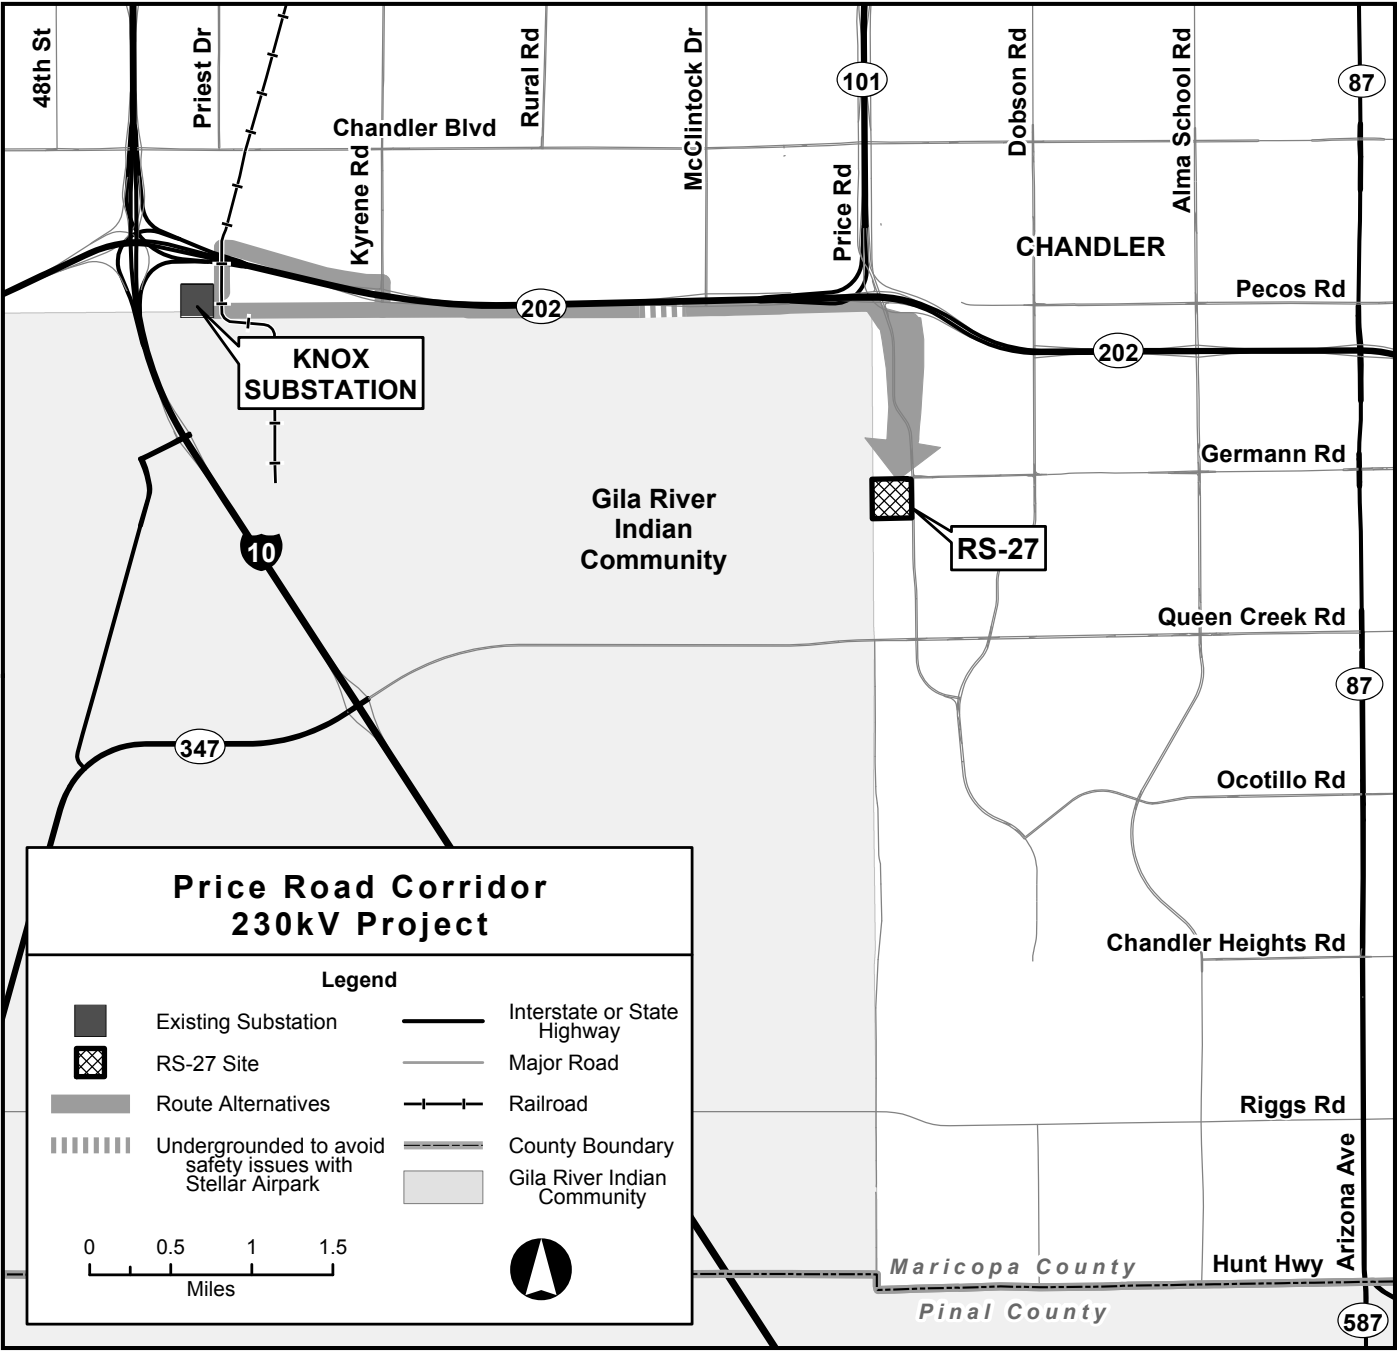 48th St
Priest Dr
Rural Rd
McClintock Dr
101
Dobson Rd
Alma School Rd
87
Chandler Blvd
Kyrene Rd
Price Rd
CHANDLER
Pecos Rd
202
202
KNOX
SUBSTATION
Germann Rd
Gila River
Indian
Community
10
RS-27
Queen Creek Rd
87
347
Ocotillo Rd
Chandler Heights Rd
Riggs Rd
Arizona Ave
Maricopa County
Hunt Hwy
Pinal County
587
Price Road Corridor
230kV Project
Legend
Existing Substation
RS-27 Site
Route Alternatives
Undergrounded to avoid
safety issues with
Stellar Airpark
Interstate or State
Highway
Major Road
Railroad
County Boundary
Gila River Indian
Community
0 0.5 1 1.5
Miles